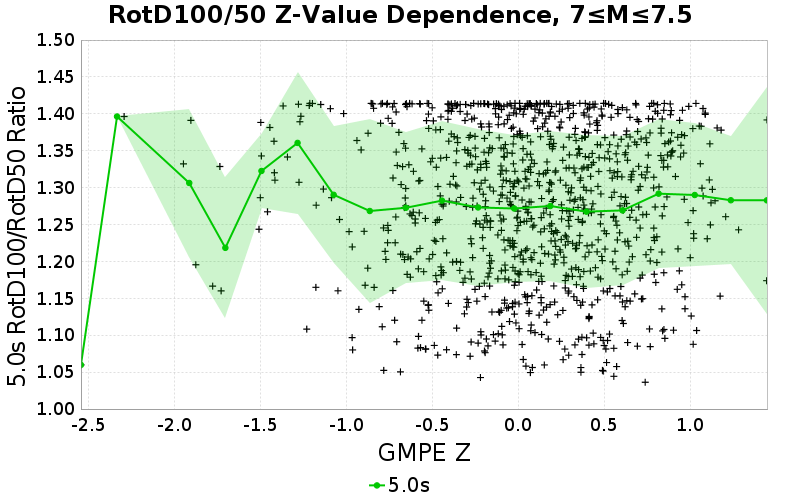 RotD100/50 Z-Value Dependence, 7≤M≤7.5
5.0s RotD100/RotD50 Ratio
1.50
1.45
1.40
1.35
1.30
1.25
1.20
1.15
1.10
1.05
1.00
-2.5 -2.0 -1.5 -1.0 -0.5 0.0 0.5 1.0
GMPE Z
5.0s